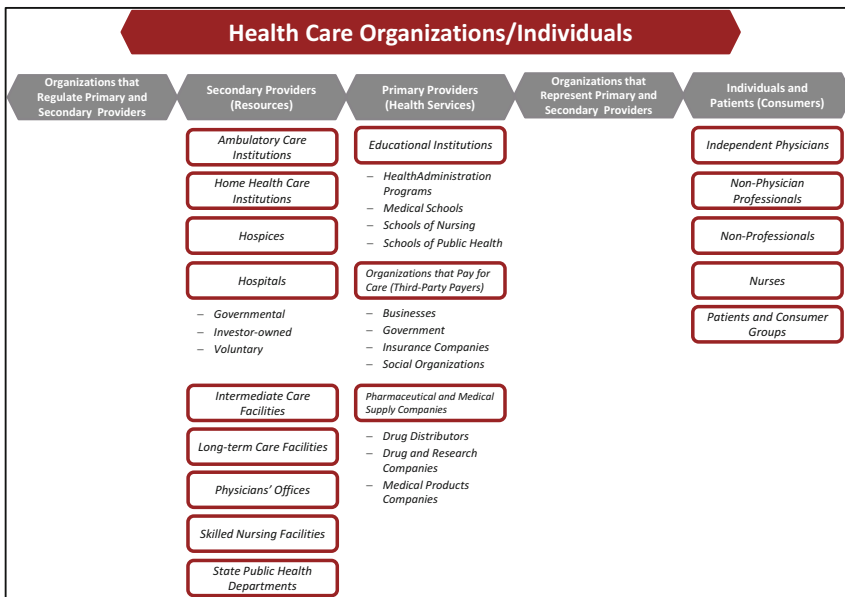 Health Care Organizations/Individuals
Organizations that
Regulate Primary and
Secondary Providers
Secondary Providers
(Resources)
Primary Providers
(Health Services)
Organizations that
Represent Primary and
Secondary Providers
Individuals and
Patients (Consumers)
Ambulatory Care
Institutions
Home Health Care
Institutions
Hospices
Hospitals
– Governmental
– Investor-owned
– Voluntary
Intermediate Care
Facilities
Long-term Care Facilities
Physicians’ Offices
Skilled Nursing Facilities
State Public Health
Departments
Educational Institutions
– HealthAdministration
Programs
– Medical Schools
– Schools of Nursing
– Schools of Public Health
Organizations that Pay for
Care (Third-Party Payers)
– Businesses
– Government
– Insurance Companies
– Social Organizations
Pharmaceutical and Medical
Supply Companies
– Drug Distributors
– Drug and Research
Companies
– Medical Products
Companies
Independent Physicians
Non-Physician
Professionals
Non-Professionals
Nurses
Patients and Consumer
Groups